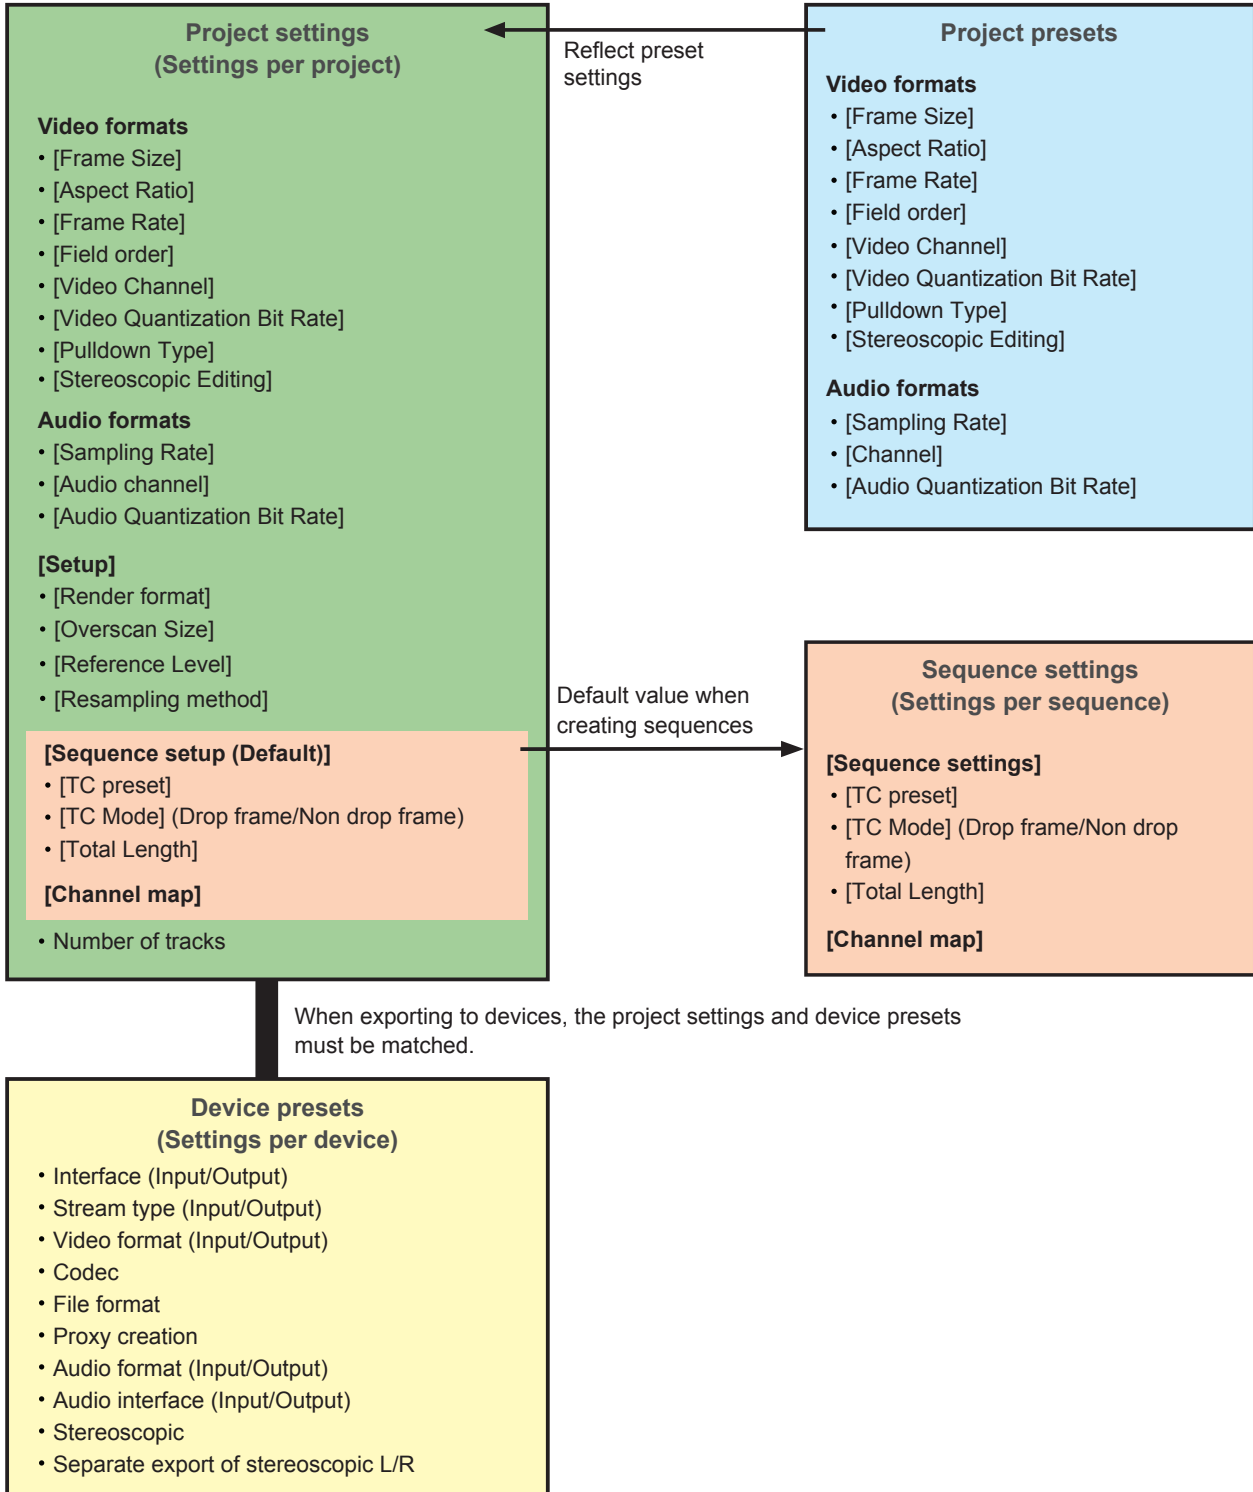 Project settings
(Settings per project)
Video formats
• [Frame Size]
• [Aspect Ratio]
• [Frame Rate]
• [Field order]
• [Video Channel]
• [Video Quantization Bit Rate]
• [Pulldown Type]
• [Stereoscopic Editing]
Audio formats
• [Sampling Rate]
• [Audio channel]
• [Audio Quantization Bit Rate]
[Setup]
• [Render format]
• [Overscan Size]
• [Reference Level]
• [Resampling method]
[Sequence setup (Default)]
• [TC preset]
• [TC Mode] (Drop frame/Non drop frame)
• [Total Length]
[Channel map]
• Number of tracks
Reflect preset
settings
Project presets
Video formats
• [Frame Size]
• [Aspect Ratio]
• [Frame Rate]
• [Field order]
• [Video Channel]
• [Video Quantization Bit Rate]
• [Pulldown Type]
• [Stereoscopic Editing]
Audio formats
• [Sampling Rate]
• [Channel]
• [Audio Quantization Bit Rate]
Default value when
creating sequences
Sequence settings
(Settings per sequence)
[Sequence settings]
• [TC preset]
• [TC Mode] (Drop frame/Non drop
frame)
• [Total Length]
[Channel map]
When exporting to devices, the project settings and device presets
must be matched.
Device presets
(Settings per device)
• Interface (Input/Output)
• Stream type (Input/Output)
• Video format (Input/Output)
• Codec
• File format
• Proxy creation
• Audio format (Input/Output)
• Audio interface (Input/Output)
• Stereoscopic
• Separate export of stereoscopic L/R